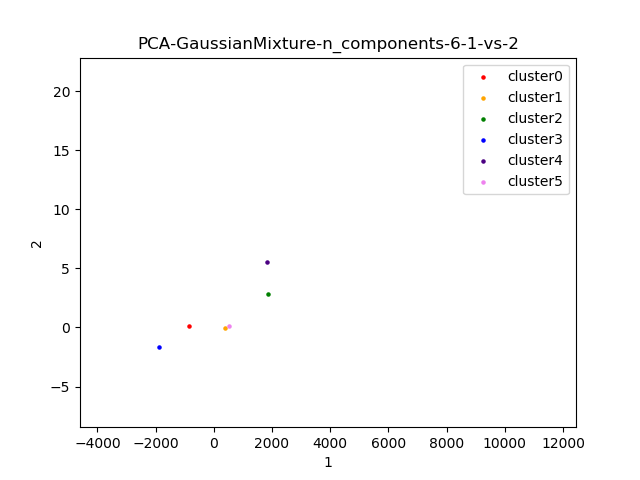 PCA-GaussianMixture-n_components-6-1-vs-2
cluster0
cluster1
cluster2
cluster3
cluster4
cluster5
20
15
10
5
0
−5
2
−4000 −2000 0 2000 4000 6000 8000 10000 12000
1